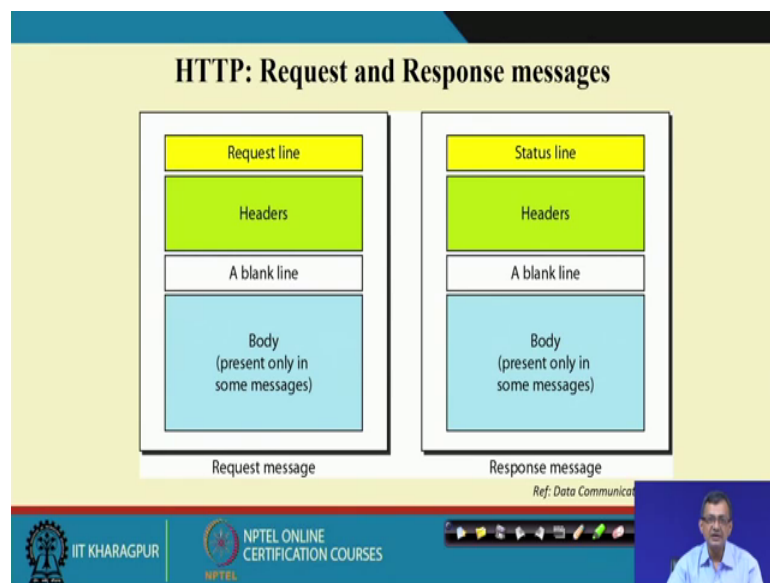 HTTP: Request and Response messages
Request line
Headers
A blank line
Body
(present only in
some messages)
Request message
Status line
Headers
A blank line
Body
(present only in
some messages)
Response message
Ref: Data Communicat
IIT KHARAGPUR
NPTEL
NPTEL ONLINE
CERTIFICATION COURSES